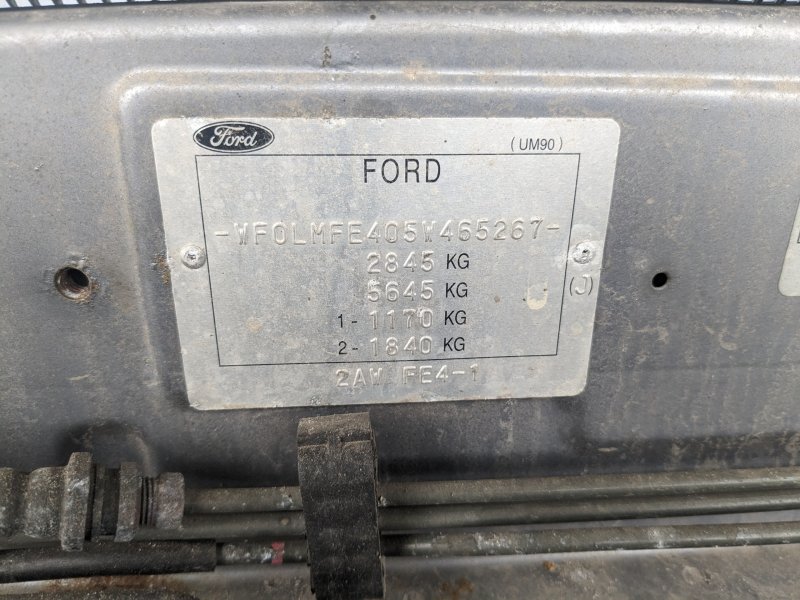 Ford
(UM90)
FORD
-WF0LMFE405W465267-
2845 KG
5645 KG
(J)
1-1170 KG
2-1840 KG
2AW FE4-1